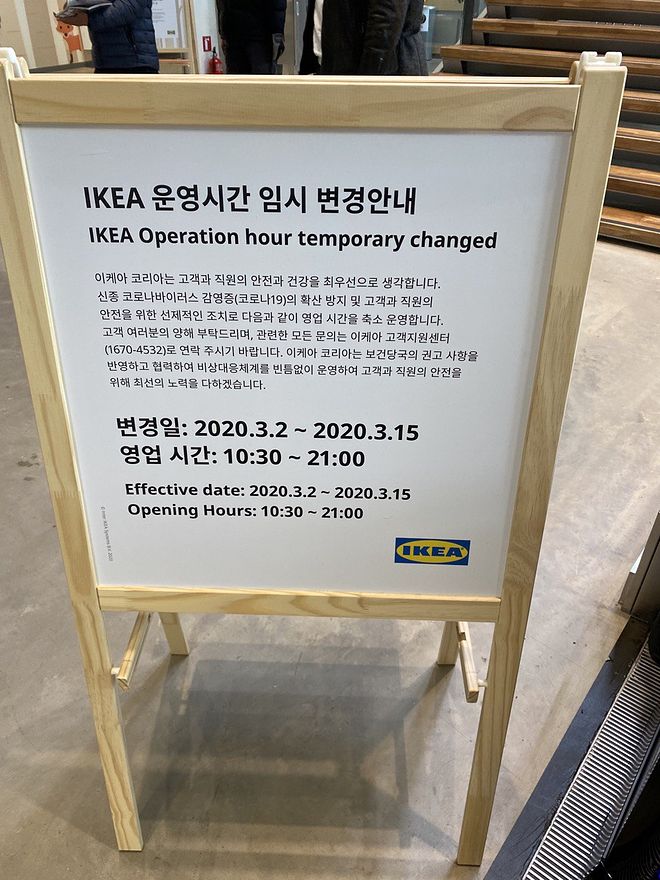 IKEA 운영시간 임시 변경안내
IKEA Operation hour temporary changed
이케아 코리아는 고객과 직원의 안전과 건강을 최우선으로 생각합니다.
신종 코로나바이러스 감염증(코로나19)의 확산 방지 및 고객과 직원의
안전을 위한 선제적인 조치로 다음과 같이 영업 시간을 축소 운영합니다.
고객 여러분의 양해 부탁드리며, 관련한 모든 문의는 이케아 고객지원센터
(1670-4532)로 연락 주시기 바랍니다. 이케아 코리아는 보건당국의 권고 사항을
반영하고 협력하여 비상대응체계를 빈틈없이 운영하여 고객과 직원의 안전을
위해 최선의 노력을 다하겠습니다.
변경일: 2020.3.2 ~ 2020.3.15
영업 시간: 10:30 ~ 21:00
Effective date: 2020.3.2 ~ 2020.3.15
Opening Hours: 10:30 ~ 21:00
© Inter IKEA Systems B.V. 2020
IKEA